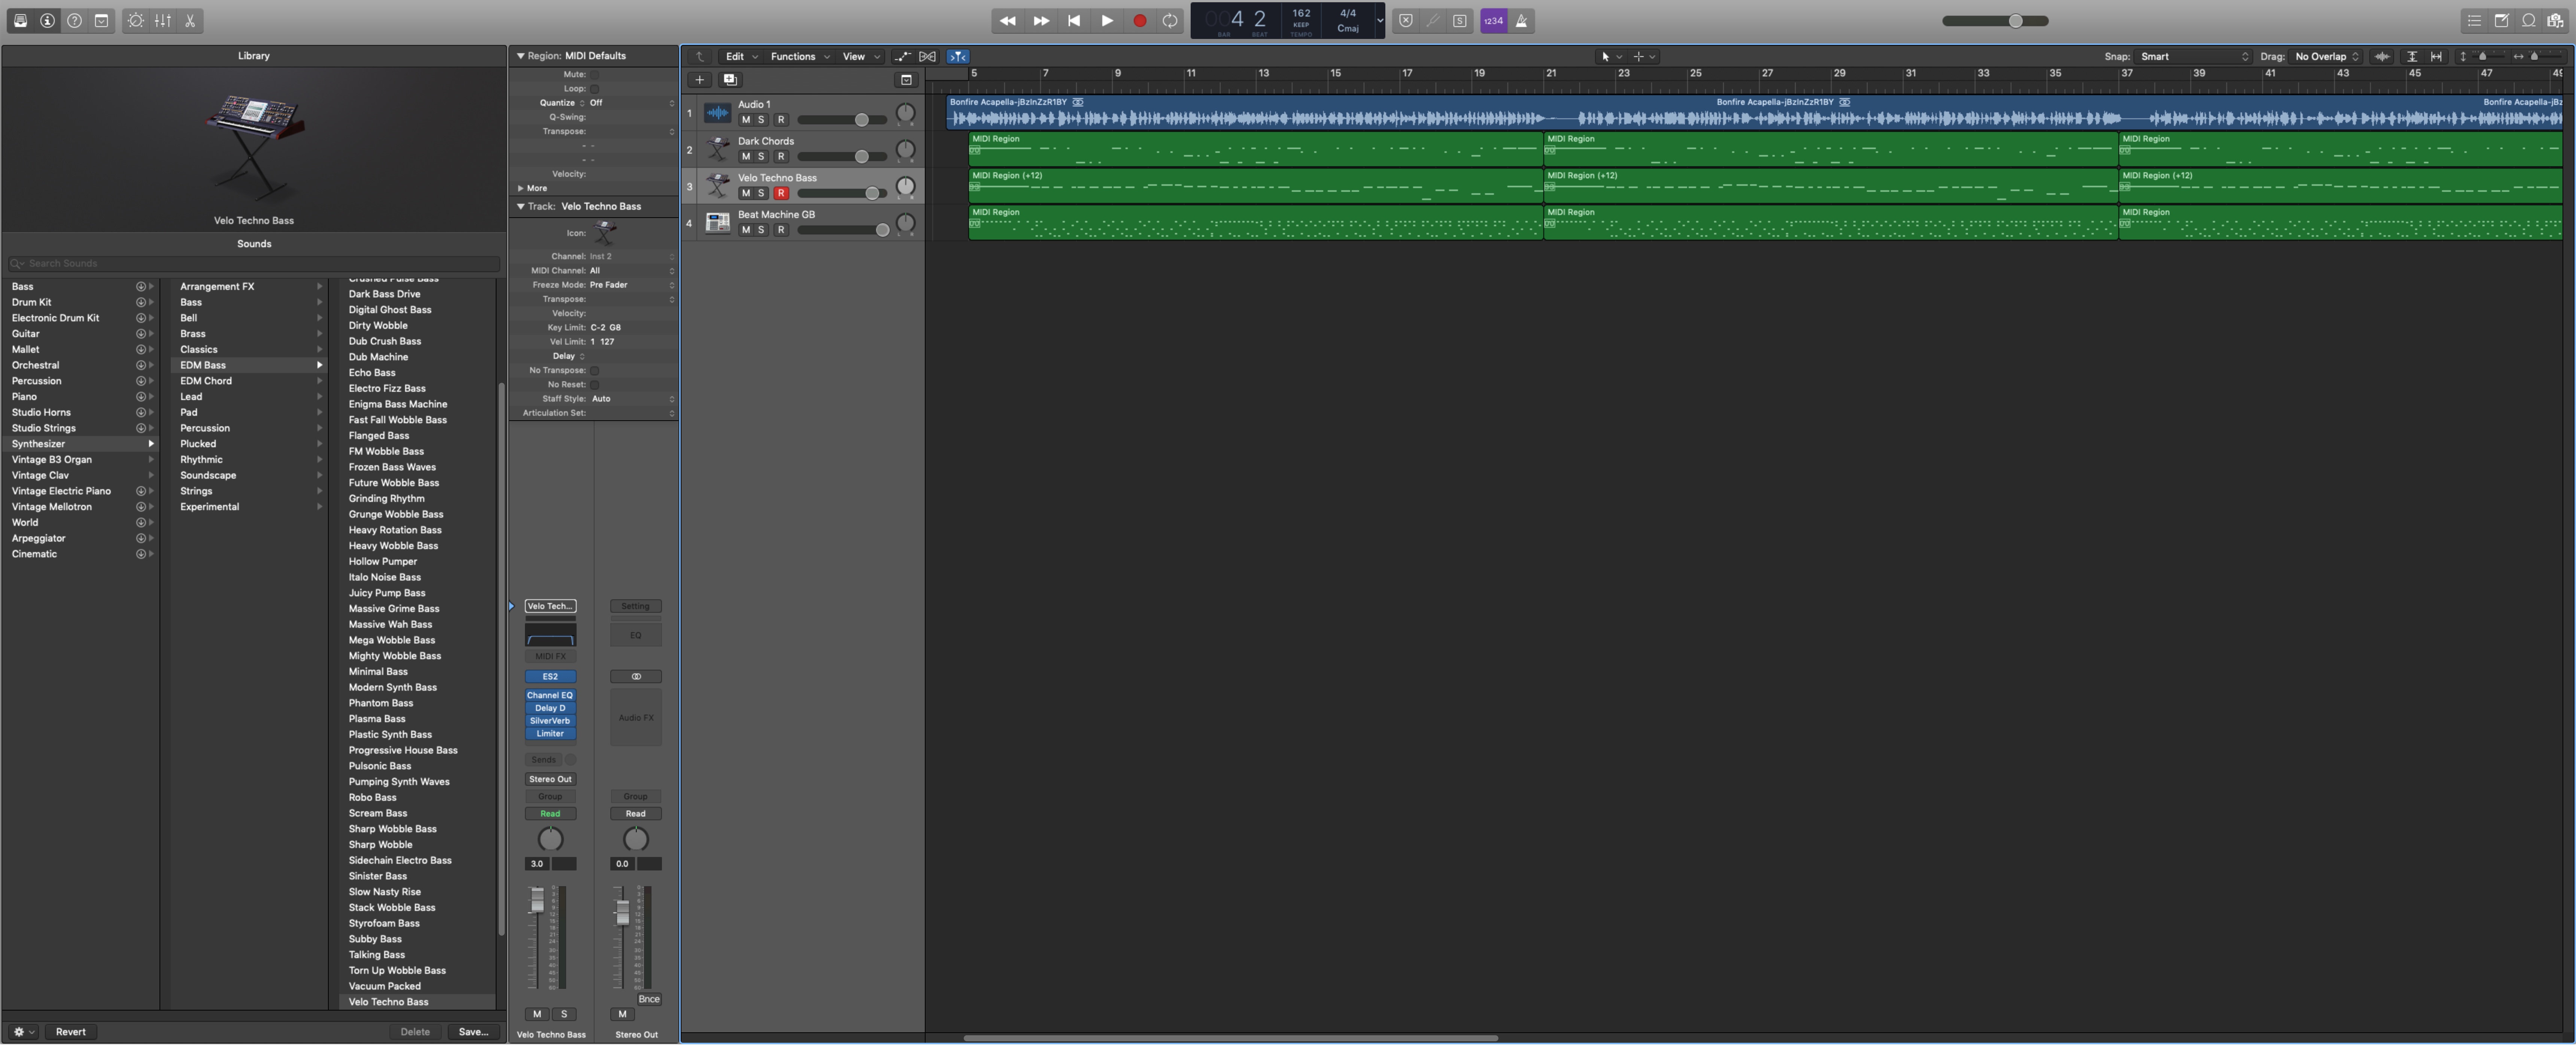 004 2
BAR
BEAT
162
KEEP
TEMPO
4/4
Cmaj
S
1234
Library
Velo Techno Bass
Sounds
Search Sounds
Bass
Drum Kit
Electronic Drum Kit
Guitar
Mallet
Orchestral
Percussion
Piano
Studio Horns
Studio Strings
Synthesizer
Vintage B3 Organ
Vintage Clav
Vintage Electric Piano
Vintage Mellotron
World
Arpeggiator
Cinematic
Arrangement FX
Bass
Bell
Brass
Classics
EDM Bass
EDM Chord
Lead
Pad
Percussion
Plucked
Rhythmic
Soundscape
Strings
Experimental
Crushed Pulse Bass
Dark Bass Drive
Digital Ghost Bass
Dirty Wobble
Dub Crush Bass
Dub Machine
Echo Bass
Electro Fizz Bass
Enigma Bass Machine
Fast Fall Wobble Bass
Flanged Bass
FM Wobble Bass
Frozen Bass Waves
Future Wobble Bass
Grinding Rhythm
Grunge Wobble Bass
Heavy Rotation Bass
Heavy Wobble Bass
Hollow Pumper
Italo Noise Bass
Juicy Pump Bass
Massive Grime Bass
Massive Wah Bass
Mega Wobble Bass
Mighty Wobble Bass
Minimal Bass
Modern Synth Bass
Phantom Bass
Plasma Bass
Plastic Synth Bass
Progressive House Bass
Pulsonic Bass
Pumping Synth Waves
Robo Bass
Scream Bass
Sharp Wobble Bass
Sharp Wobble
Sidechain Electro Bass
Sinister Bass
Slow Nasty Rise
Stack Wobble Bass
Styrofoam Bass
Subby Bass
Talking Bass
Torn Up Wobble Bass
Vacuum Packed
Velo Techno Bass
Revert
Delete
Save...
Region: MIDI Defaults
Mute:
Loop:
Quantize Off
Q-Swing:
Transpose:
- -
- -
Velocity:
More
Track: Velo Techno Bass
Icon:
Channel: Inst 2
MIDI Channel: All
Freeze Mode: Pre Fader
Transpose:
Velocity:
Key Limit: C-2 G8
Vel Limit: 1 127
Delay
No Transpose:
No Reset:
Staff Style: Auto
Articulation Set:
Velo Tech...
MIDI FX
ES2
Channel EQ
Delay D
SilverVerb
Limiter
Sends
Stereo Out
Group
Read
3.0
M S
Velo Techno Bass
Setting
EQ
Audio FX
Group
Read
0.0
Bnce
M
Stereo Out
Edit Functions View
Snap: Smart
Drag: No Overlap
5 7 9 11 13 15 17 19 21 23 25 27 29 31 33 35 37 39 41 43 45 47 49
1 Audio 1
M S R
2 Dark Chords
M S R
3 Velo Techno Bass
M S R
4 Beat Machine GB
M S R
Bonfire Acapella-jBzInZzR1BY Bonfire Acapella-jBzInZzR1BY Bonfire Acapella-jBz
MIDI Region MIDI Region MIDI Region
MIDI Region (+12) MIDI Region (+12) MIDI Region (+12)
MIDI Region MIDI Region MIDI Region